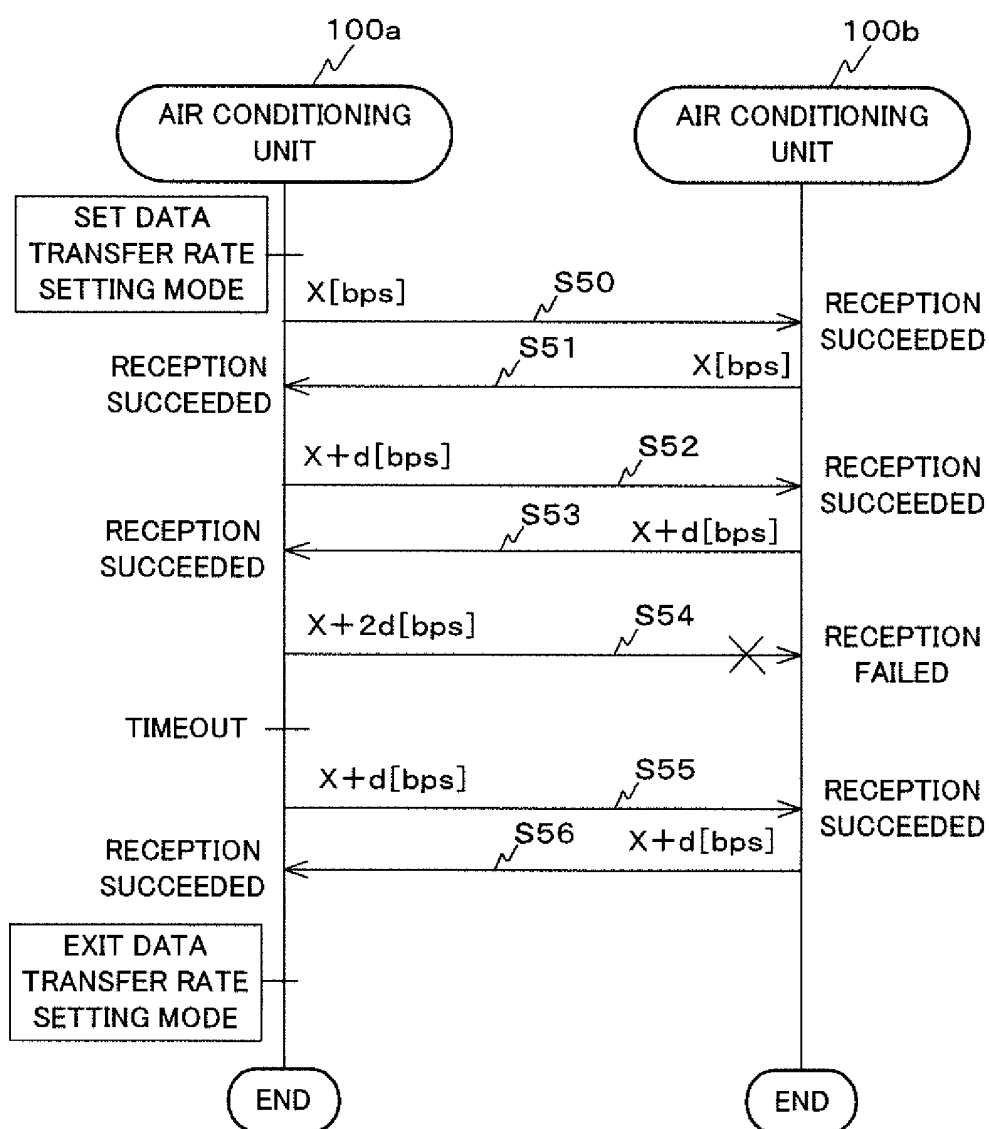 100a
100b
AIR CONDITIONING
UNIT
AIR CONDITIONING
UNIT
SET DATA
TRANSFER RATE
SETTING MODE
X[bps]
S50
RECEPTION
SUCCEEDED
RECEPTION
SUCCEEDED
S51
X[bps]
X+d[bps]
S52
RECEPTION
SUCCEEDED
RECEPTION
SUCCEEDED
S53
X+d[bps]
X+2d[bps]
S54
RECEPTION
FAILED
TIMEOUT
X+d[bps]
S55
RECEPTION
SUCCEEDED
RECEPTION
SUCCEEDED
S56
X+d[bps]
EXIT DATA
TRANSFER RATE
SETTING MODE
END
END